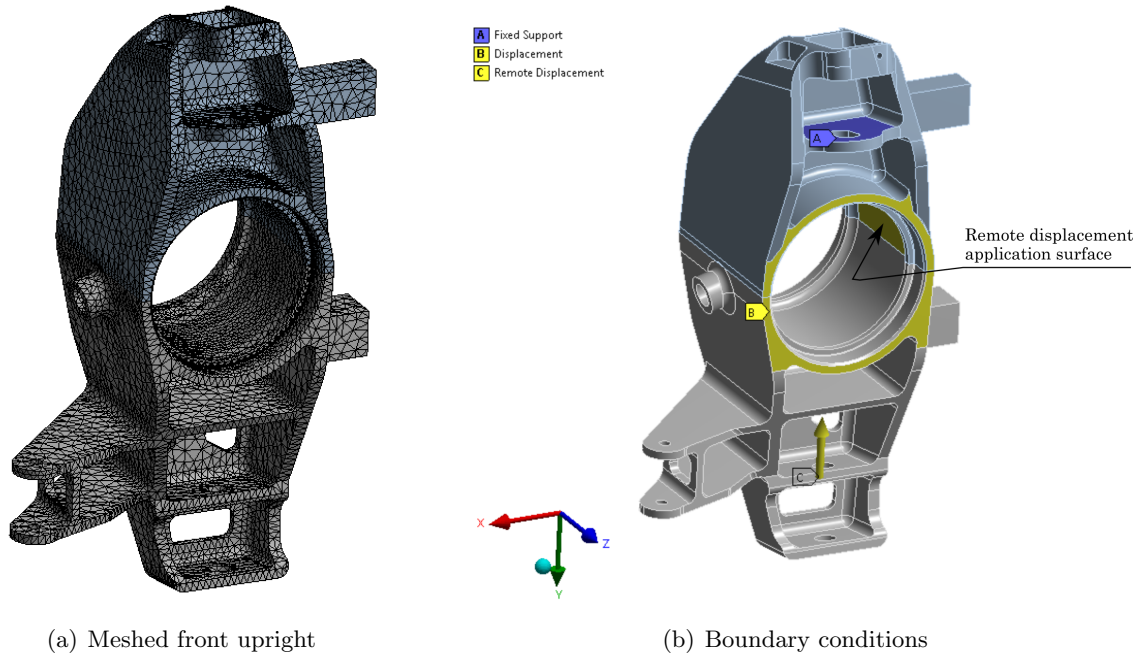 A Fixed Support
B Displacement
C Remote Displacement
A
Remote displacement
application surface
B
C
X
Z
Y
(a) Meshed front upright
(b) Boundary conditions